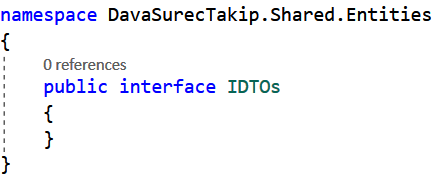 namespace DavaSurecTakip.Shared.Entities
{
0 references
public interface IDTOs
{
}
}